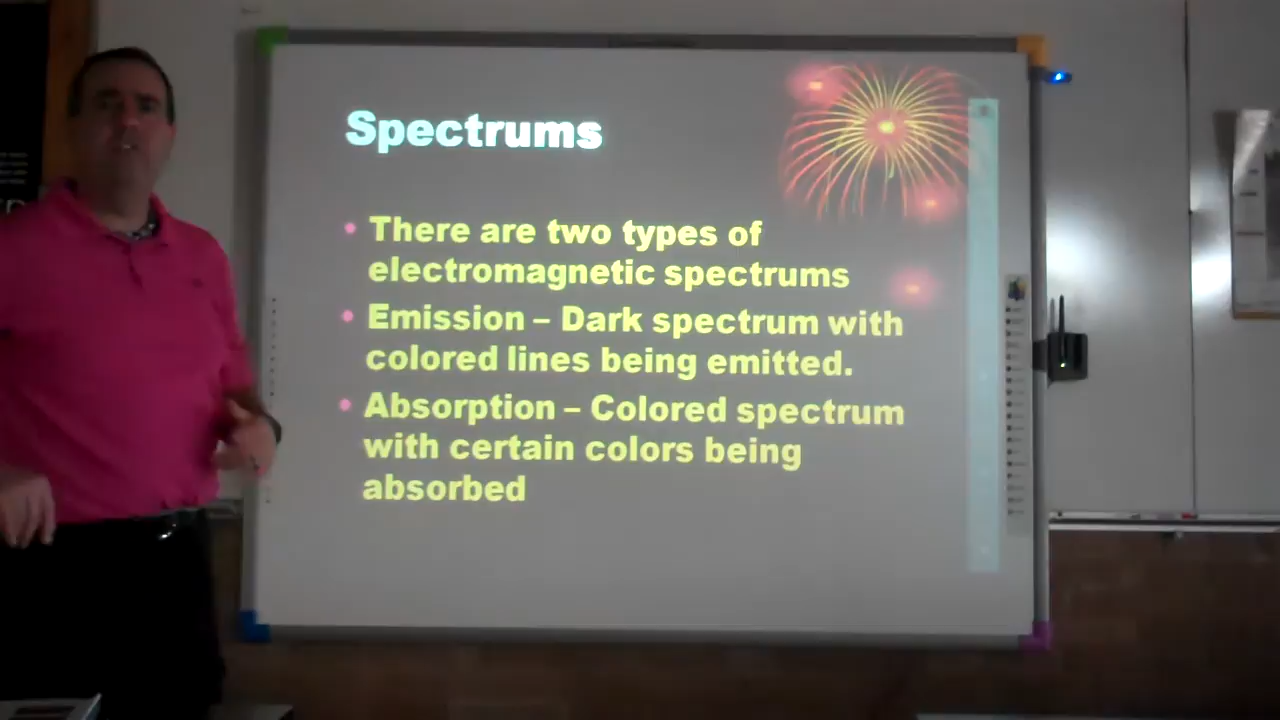 Spectrums
• There are two types of
electromagnetic spectrums
• Emission – Dark spectrum with
colored lines being emitted.
• Absorption – Colored spectrum
with certain colors being
absorbed